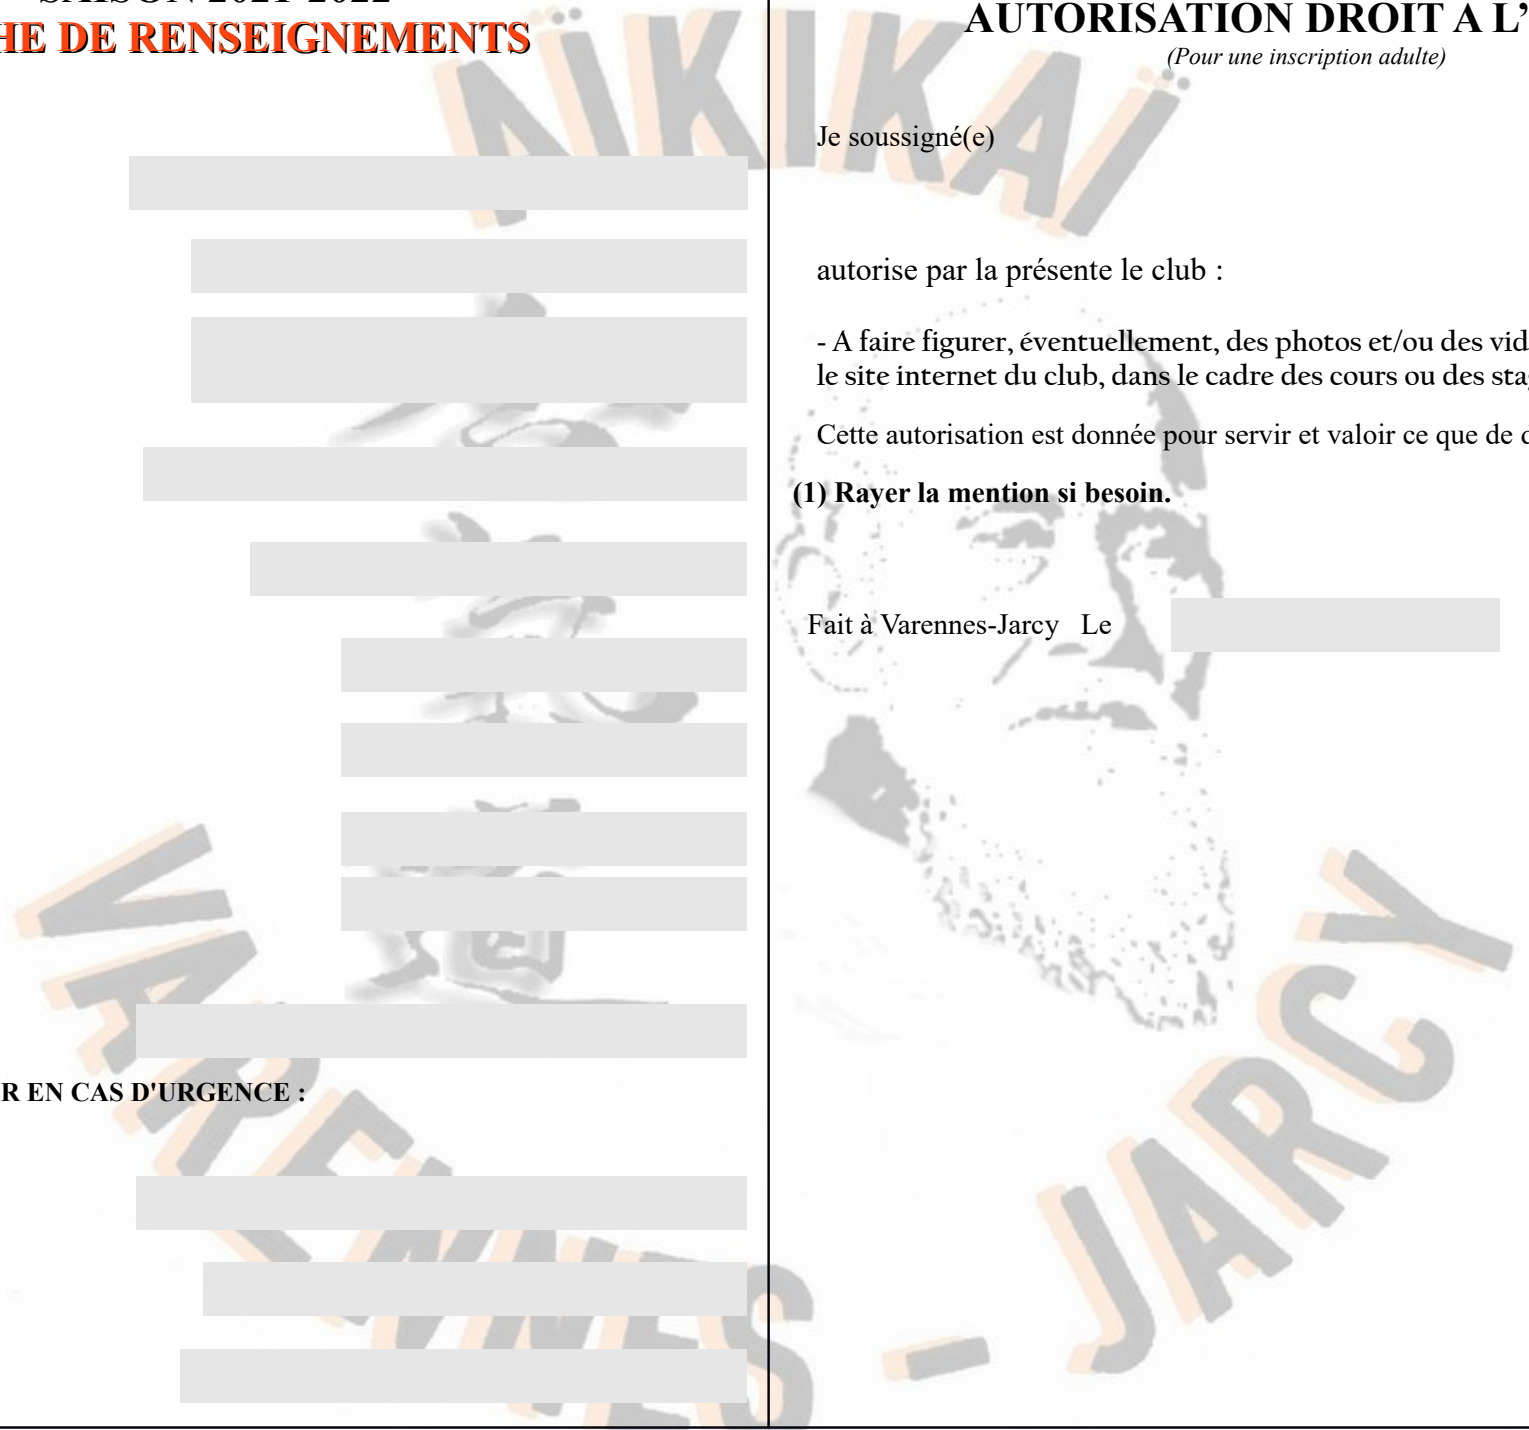 SAISON 2021-2022
HE DE RENSEIGNEMENTS
R EN CAS D'URGENCE :
AUTORISATION DROIT A L'
(Pour une inscription adulte)
Je soussigné(e)
autorise par la présente le club :
- A faire figurer, éventuellement, des photos et/ou des vid
le site internet du club, dans le cadre des cours ou des sta
Cette autorisation est donnée pour servir et valoir ce que de d
(1) Rayer la mention si besoin.
Fait à Varennes-Jarcy Le
AÏKIKAÏ
VARENNES - JARCY